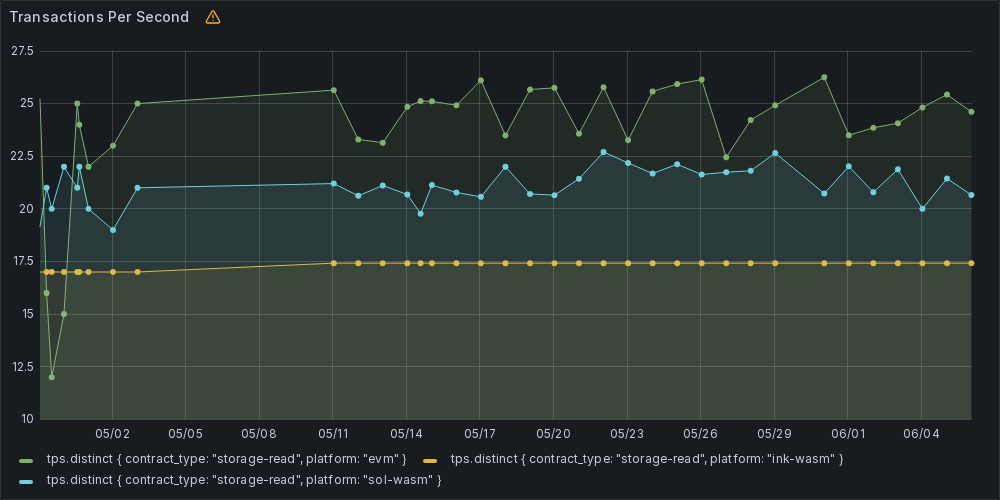 Transactions Per Second
27.5
25
22.5
20
17.5
15
12.5
10
05/02 05/05 05/08 05/11 05/14 05/17 05/20 05/23 05/26 05/29 06/01 06/04
tps.distinct { contract_type: "storage-read", platform: "evm" } tps.distinct { contract_type: "storage-read", platform: "ink-wasm" }
tps.distinct { contract_type: "storage-read", platform: "sol-wasm" }